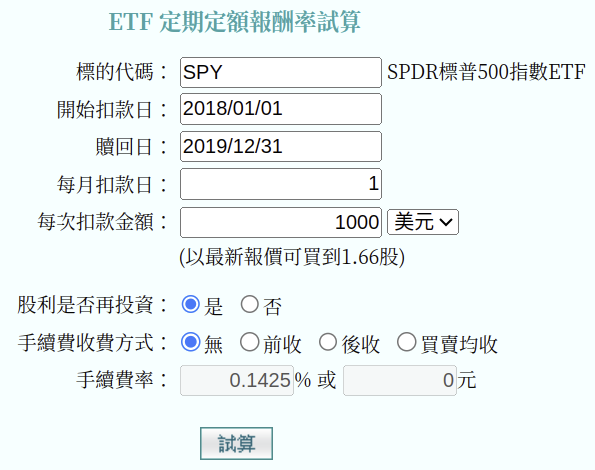 ETF 定期定額報酬率試算
標的代碼： SPY SPDR標普500指數ETF
開始扣款日： 2018/01/01
贖回日： 2019/12/31
每月扣款日： 1
每次扣款金額： 1000 美元
(以最新報價可買到1.66股)
股利是否再投資： 是 否
手續費收費方式： 無 前收 後收 買賣均收
手續費率： 0.1425% 或 0元
試算